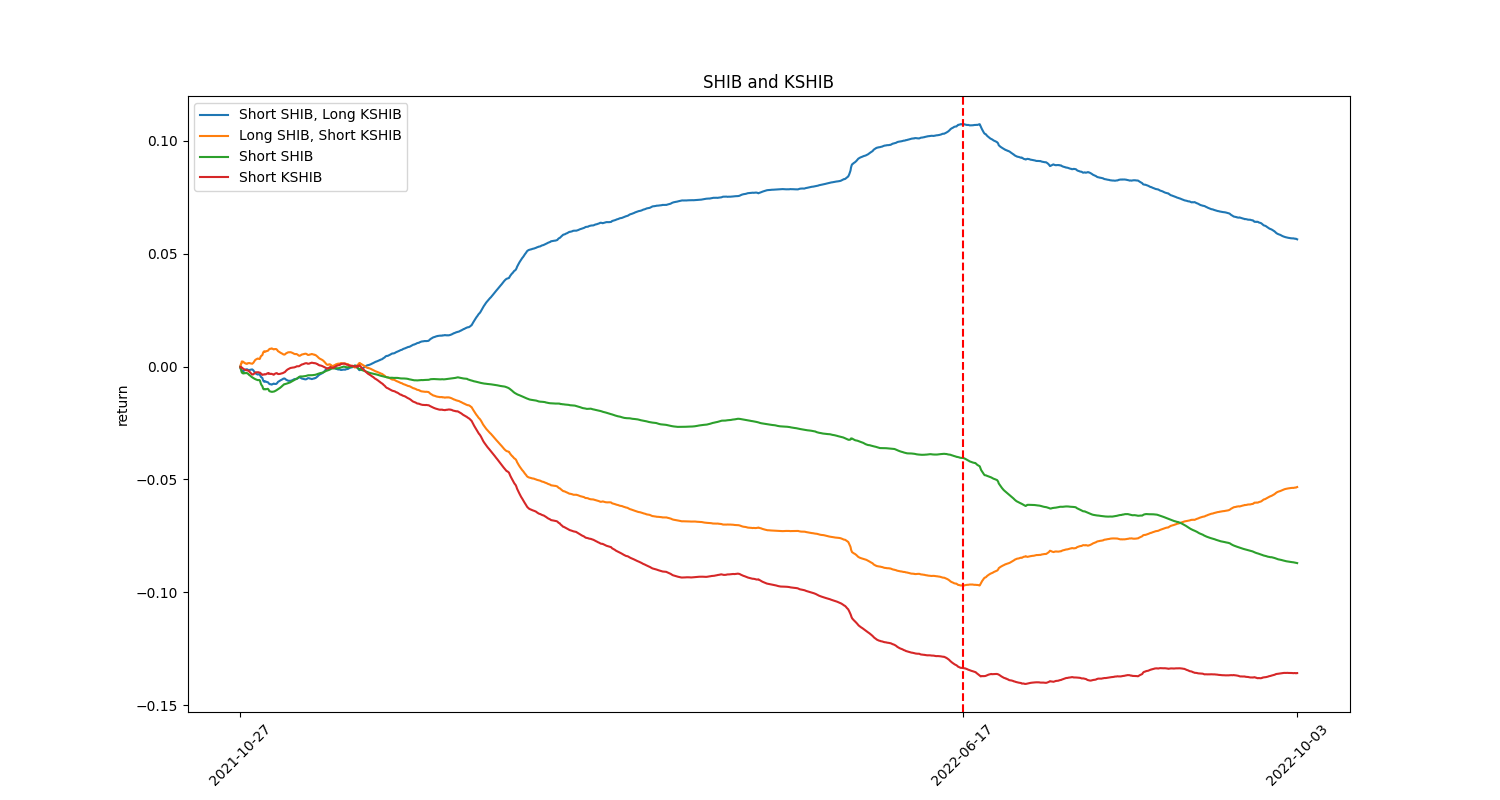 SHIB and KSHIB
Short SHIB, Long KSHIB
Long SHIB, Short KSHIB
Short SHIB
Short KSHIB
0.10
0.05
0.00
−0.05
−0.10
−0.15
return
2021-10-27
2022-06-17
2022-10-03